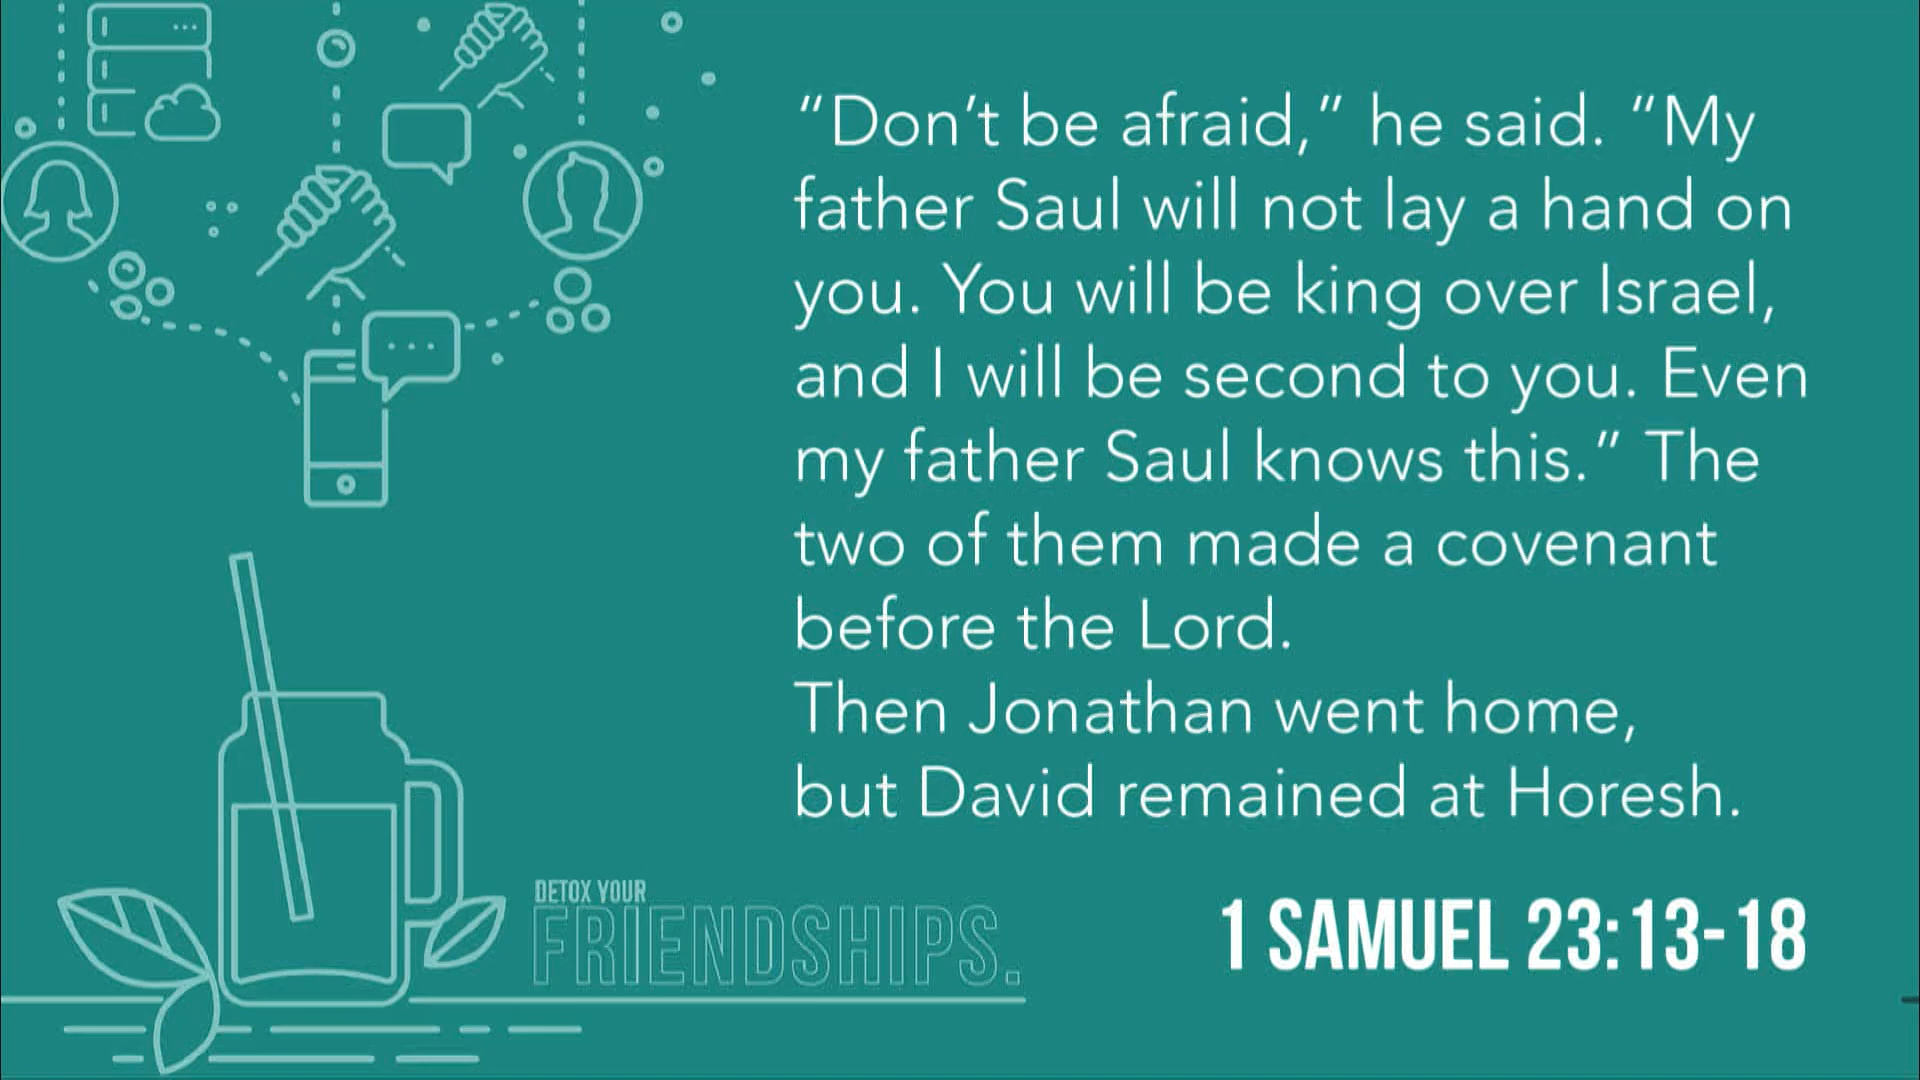 “Don’t be afraid,” he said. “My
father Saul will not lay a hand on
you. You will be king over Israel,
and I will be second to you. Even
my father Saul knows this.” The
two of them made a covenant
before the Lord.
Then Jonathan went home,
but David remained at Horesh.
1 SAMUEL 23:13-18
DETOX YOUR
FRIENDSHIPS.